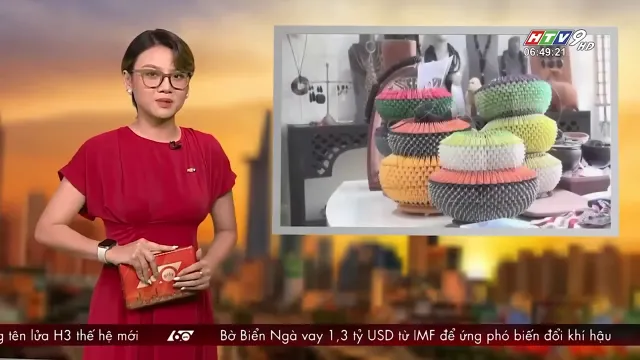 HTV9 HD
06:49:21
g tên lửa H3 thế hệ mới
Bờ Biển Ngà vay 1,3 tỷ USD từ IMF để ứng phó biến đổi khí hậu